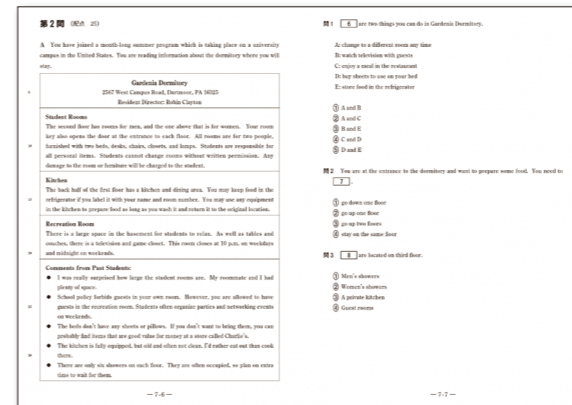 第2問 (配点 25)
A You have joined a month-long summer program which is taking place on a university
campus in the United States. You are reading information about the dormitory where you will
stay.
Gardenia Dormitory
2567 West Campus Road, Dartmoor, PA 16525
Resident Director: Robin Clayton
Student Rooms
The second floor has rooms for men, and the one above that is for women. Your room
key also opens the door at the entrance to each floor. All rooms are for two people,
furnished with two beds, desks, chairs, closets, and lamps. Students are responsible for
all personal items. Students cannot change rooms without written permission. Any
damage to the room or furniture will be charged to the student.
Kitchen
The back half of the first floor has a kitchen and dining area. You may keep food in the
refrigerator if you label it with your name and room number. You may use any equipment
in the kitchen to prepare food as long as you wash it and return it to the original location.
Recreation Room
There is a large space in the basement for students to relax. As well as tables and
couches, there is a television and game closet. This room closes at 10 p.m. on weekdays
and midnight on weekends.
Comments from Past Students:
● I was really surprised how large the student rooms are. My roommate and I had
plenty of space.
● School policy forbids guests in your own room. However, you are allowed to have
guests in the recreation room. Students often organize parties and networking events
on weekends.
● The beds don't have any sheets or pillows. If you don't want to bring them, you can
probably find items that are good value for money at a store called Charlie's.
● The kitchen is fully equipped, but old and often not clean. I'd rather eat out than cook
there.
● There are only six showers on each floor. They are often occupied, so plan on extra
time to wait for them.
— 7-6 —
問1 6 are two things you can do in Gardenia Dormitory.
A: change to a different room any time
B: watch television with guests
C: enjoy a meal in the restaurant
D: buy sheets to use on your bed
E: store food in the refrigerator
① A and B
② A and C
③ B and E
④ C and D
⑤ D and E
問2 You are at the entrance to the dormitory and want to prepare some food. You need to
7 .
① go down one floor
② go up one floor
③ go up two floors
④ stay on the same floor
問3 8 are located on third floor.
① Men's showers
② Women's showers
③ A private kitchen
④ Guest rooms
— 7-7 —